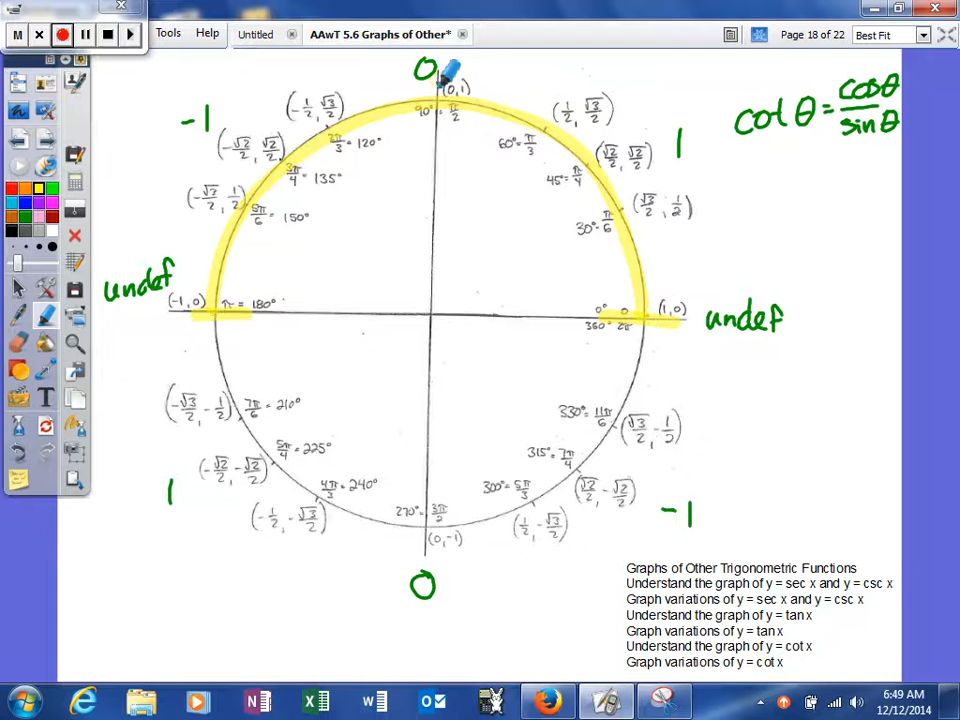 M
Tools Help Untitled AAwT 5.6 Graphs of Other* Page 18 of 22 Best Fit
0
(0,1)
90° = π/2
cot θ = cos θ / sin θ
-1
(-1/2, √3/2)
2π/3 = 120°
(1/2, √3/2)
60° = π/3
1
(-√2/2, √2/2)
3π/4 = 135°
(√2/2, √2/2)
45° = π/4
(-√3/2, 1/2)
5π/6 = 150°
(√3/2, 1/2)
30° = π/6
undef
(-1,0) π = 180°
0° 0 (1,0)
360° = 2π
undef
(-√3/2 - 1/2)
7π/6 = 210°
330° = 11π/6
(√3/2 - 1/2)
(-√2/2 - √2/2)
5π/4 = 225°
315° = 7π/4
(√2/2 - √2/2)
1
(-1/2, -√3/2)
4π/3 = 240°
300° = 5π/3
(1/2, -√3/2)
-1
270° = 3π/2
(0,-1)
0
Graphs of Other Trigonometric Functions
Understand the graph of y = sec x and y = csc x
Graph variations of y = sec x and y = csc x
Understand the graph of y = tan x
Graph variations of y = tan x
Understand the graph of y = cot x
Graph variations of y = cot x
6:49 AM
12/12/2014